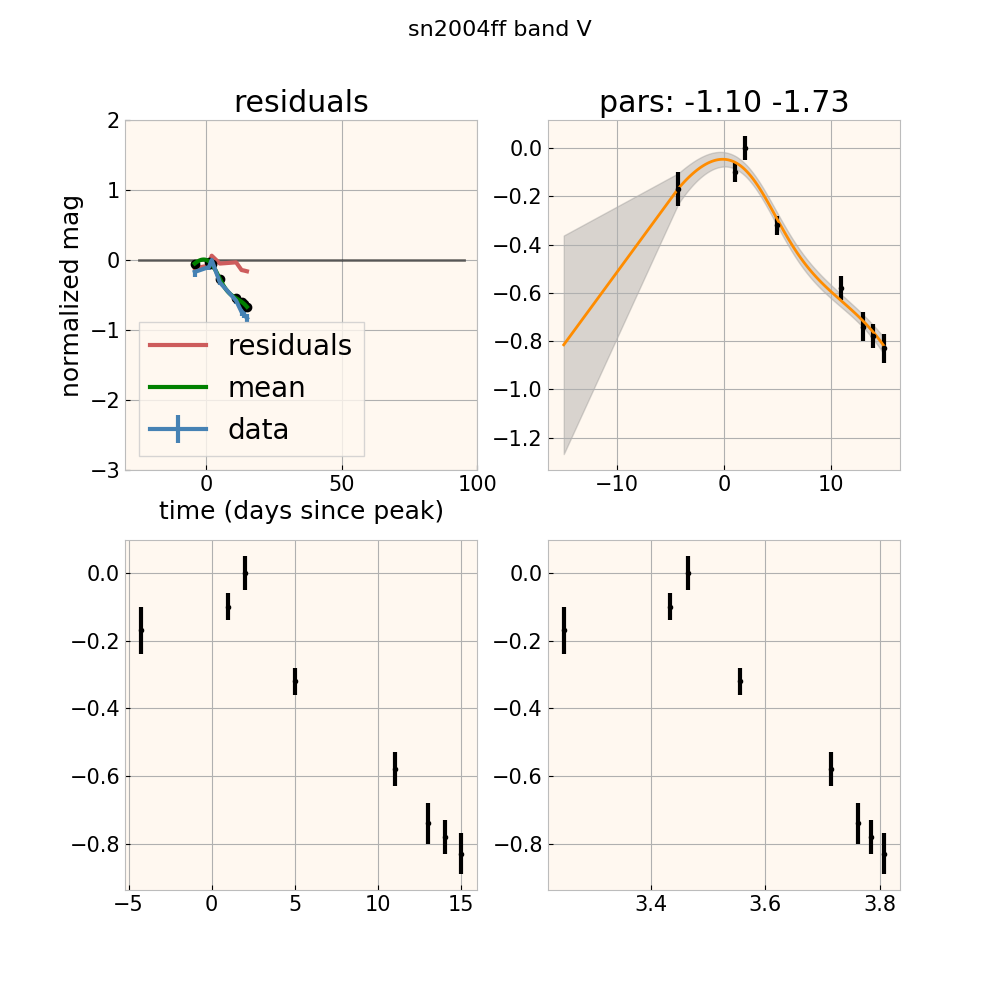 sn2004ff band V
residuals
pars: -1.10 -1.73
normalized mag
2
1
0
−1
−2
−3
residuals
mean
data
0 50 100
time (days since peak)
0.0
−0.2
−0.4
−0.6
−0.8
−1.0
−1.2
−10 0 10
0.0
−0.2
−0.4
−0.6
−0.8
−5 0 5 10 15
0.0
−0.2
−0.4
−0.6
−0.8
3.4 3.6 3.8